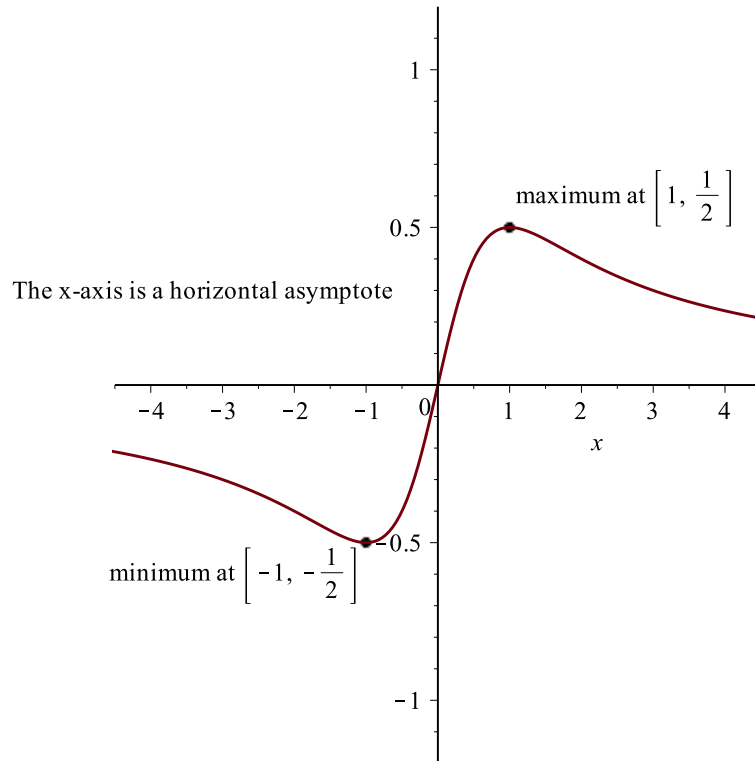 1
maximum at [1, 1/2]
0.5
The x-axis is a horizontal asymptote
−4 −3 −2 −1 0 1 2 3 4
x
−0.5
minimum at [−1, −1/2]
−1